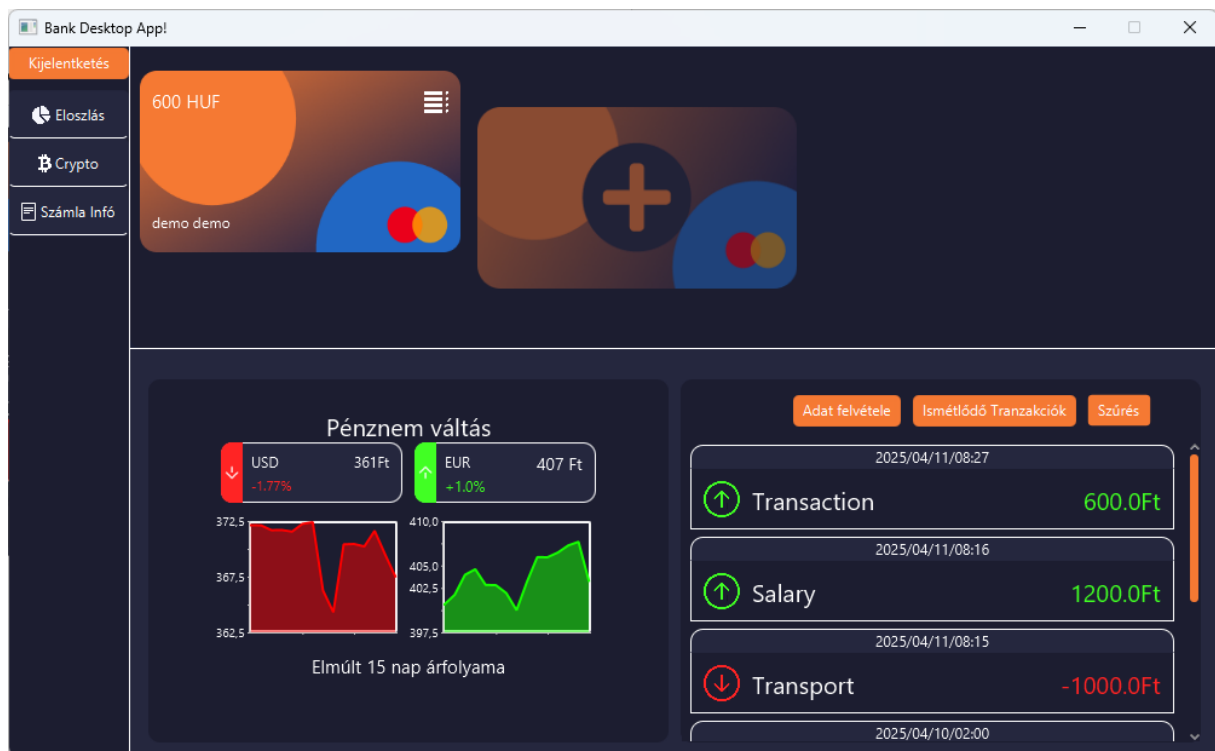 Bank Desktop App!
Kijelentketés
Eloszlás
Crypto
Számla Infó
600 HUF
demo demo
Pénznem váltás
USD 361Ft
-1.77%
EUR 407 Ft
+1.0%
372,5
367,5
362,5
410,0
405,0
402,5
397,5
Elmúlt 15 nap árfolyama
Adat felvétele Ismétlődő Tranzakciók Szűrés
2025/04/11/08:27
Transaction 600.0Ft
2025/04/11/08:16
Salary 1200.0Ft
2025/04/11/08:15
Transport -1000.0Ft
2025/04/10/02:00